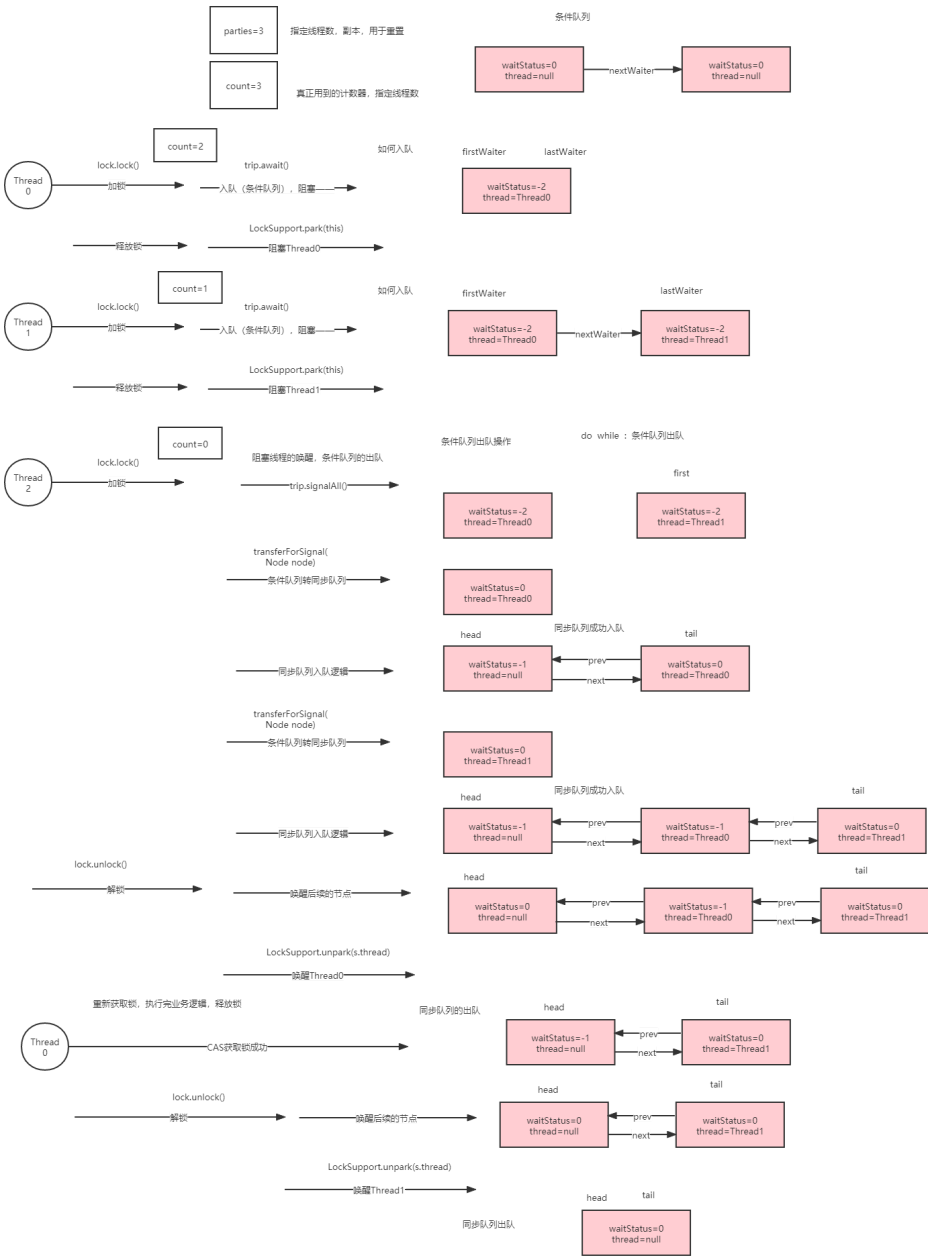 parties=3
指定线程数，副本，用于重置
条件队列
waitStatus=0
thread=null
nextWaiter
waitStatus=0
thread=null
count=3
真正用到的计数器，指定线程数
count=2
Thread
0
lock.lock()
加锁
trip.await()
入队（条件队列），阻塞——
如何入队
firstWaiter
lastWaiter
waitStatus=-2
thread=Thread0
释放锁
LockSupport.park(this)
阻塞Thread0
count=1
Thread
1
lock.lock()
加锁
trip.await()
入队（条件队列），阻塞——
如何入队
firstWaiter
lastWaiter
waitStatus=-2
thread=Thread0
nextWaiter
waitStatus=-2
thread=Thread1
释放锁
LockSupport.park(this)
阻塞Thread1
count=0
Thread
2
lock.lock()
加锁
阻塞线程的唤醒，条件队列的出队
trip.signalAll()
条件队列出队操作
do while：条件队列出队
first
waitStatus=-2
thread=Thread0
waitStatus=-2
thread=Thread1
transferForSignal(
Node node)
条件队列转同步队列
waitStatus=0
thread=Thread0
同步队列入队逻辑
head
同步队列成功入队
tail
waitStatus=-1
thread=null
prev
next
waitStatus=0
thread=Thread0
transferForSignal(
Node node)
条件队列转同步队列
waitStatus=0
thread=Thread1
同步队列入队逻辑
head
同步队列成功入队
tail
waitStatus=-1
thread=null
prev
next
waitStatus=-1
thread=Thread0
prev
next
waitStatus=0
thread=Thread1
lock.unlock()
解锁
唤醒后续的节点
head
tail
waitStatus=0
thread=null
prev
next
waitStatus=-1
thread=Thread0
prev
next
waitStatus=0
thread=Thread1
LockSupport.unpark(s.thread)
唤醒Thread0
重新获取锁，执行完业务逻辑，释放锁
Thread
0
CAS获取锁成功
同步队列的出队
head
tail
waitStatus=-1
thread=null
prev
next
waitStatus=0
thread=Thread1
lock.unlock()
解锁
唤醒后续的节点
head
tail
waitStatus=0
thread=null
prev
next
waitStatus=0
thread=Thread1
LockSupport.unpark(s.thread)
唤醒Thread1
同步队列出队
head
tail
waitStatus=0
thread=null